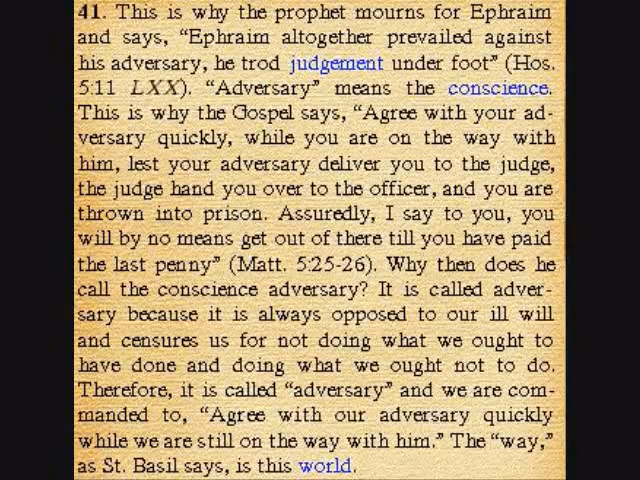 41. This is why the prophet mourns for Ephraim
and says, “Ephraim altogether prevailed against
his adversary, he trod judgement under foot” (Hos.
5:11 LXX). “Adversary” means the conscience.
This is why the Gospel says, “Agree with your ad-
versary quickly, while you are on the way with
him, lest your adversary deliver you to the judge,
the judge hand you over to the officer, and you are
thrown into prison. Assuredly, I say to you, you
will by no means get out of there till you have paid
the last penny” (Matt. 5:25-26). Why then does he
call the conscience adversary? It is called adver-
sary because it is always opposed to our ill will
and censures us for not doing what we ought to
have done and doing what we ought not to do.
Therefore, it is called “adversary” and we are com-
manded to, “Agree with our adversary quickly
while we are still on the way with him.” The “way,”
as St. Basil says, is this world.